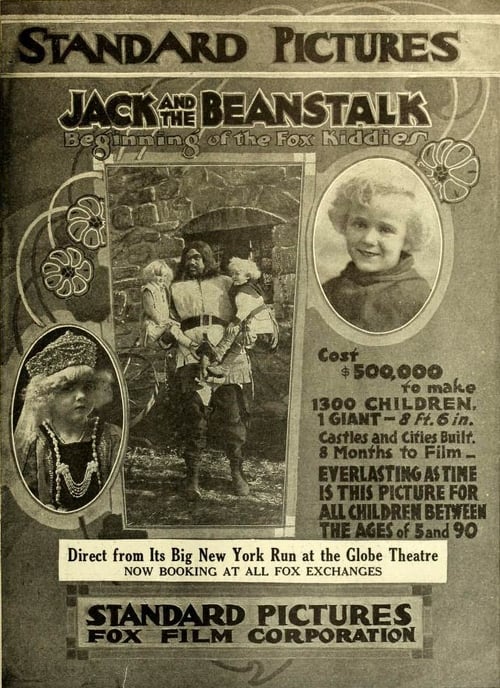 STANDARD PICTURES
JACK AND THE BEANSTALK
Beginning of the Fox Kiddies
Cost
$500,000
to make
1300 CHILDREN.
1 GIANT - 8 Ft. 6 in.
Castles and Cities Built.
8 Months to Film -
EVERLASTING AS TIME
IS THIS PICTURE FOR
ALL CHILDREN BETWEEN
THE AGES of 5 and 90
Direct from Its Big New York Run at the Globe Theatre
NOW BOOKING AT ALL FOX EXCHANGES
STANDARD PICTURES
FOX FILM CORPORATION